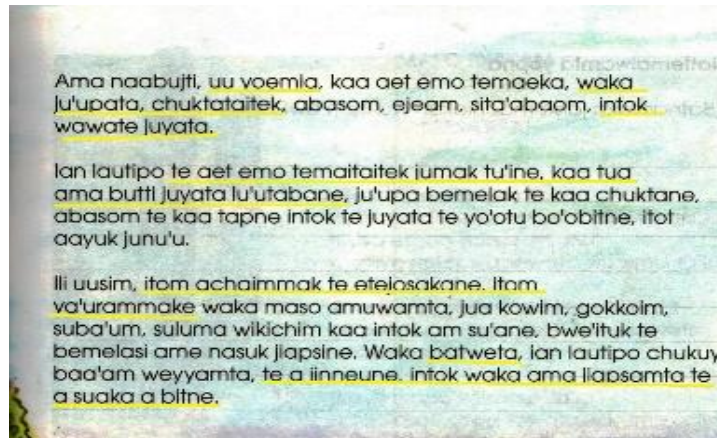 Ama naabujti, uu voemia, kaa aet emo temaeka, waka
ju'upata, chuktataitek, abasom, ejeam, sita'abaom, intok
wawate juyata.
Ian lautipo te aet emo temaitaitek jumak tu'ine, kaa tua
ama butti juyata lu'utabane, ju'upa bemelak te kaa chuktane,
abasom te kaa tapne intok te juyata te yo'otu bo'obitne, itot
aayuk junu'u.
Ili uusim, itom achaimmak te etejosakane. Itom
va'urammake waka maso amuwamta, jua kowim, gokkoim,
suba'um, suluma wikichim kaa intok am su'ane, bwe'ituk te
bemelasi ame nasuk jiapsine. Waka batweta, ian lautipo chukuy
baa'am weyyamta, te a jinneune. intok waka ama jiapsamta te
a suaka a bitne.